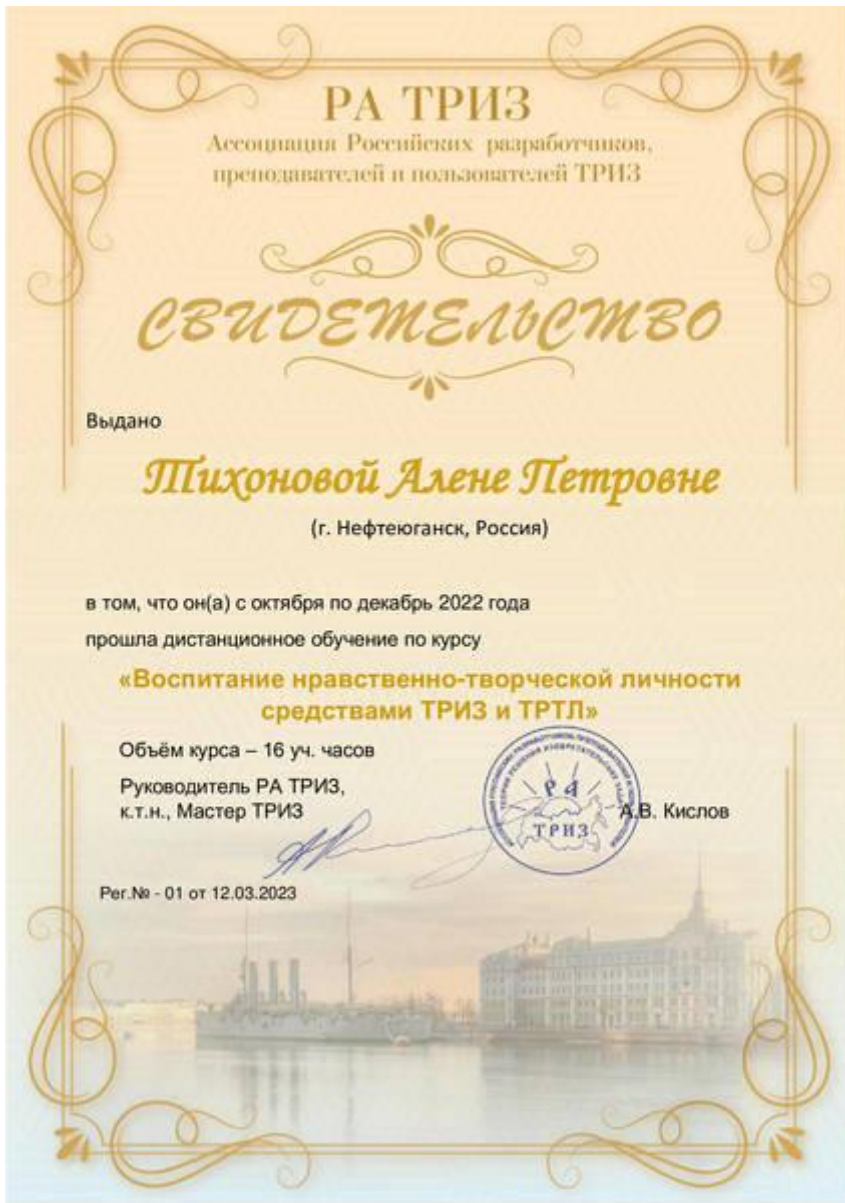 РА ТРИЗ
Ассоциация Российских разработчиков,
преподавателей и пользователей ТРИЗ
СВИДЕТЕЛЬСТВО
Выдано
Тихоновой Алене Петровне
(г. Нефтеюганск, Россия)
в том, что он(а) с октября по декабрь 2022 года
прошла дистанционное обучение по курсу
«Воспитание нравственно-творческой личности
средствами ТРИЗ и ТРТЛ»
Объём курса – 16 уч. часов
Руководитель РА ТРИЗ,
к.т.н., Мастер ТРИЗ
РА
ТРИЗ
А.В. Кислов
Рег.№ - 01 от 12.03.2023